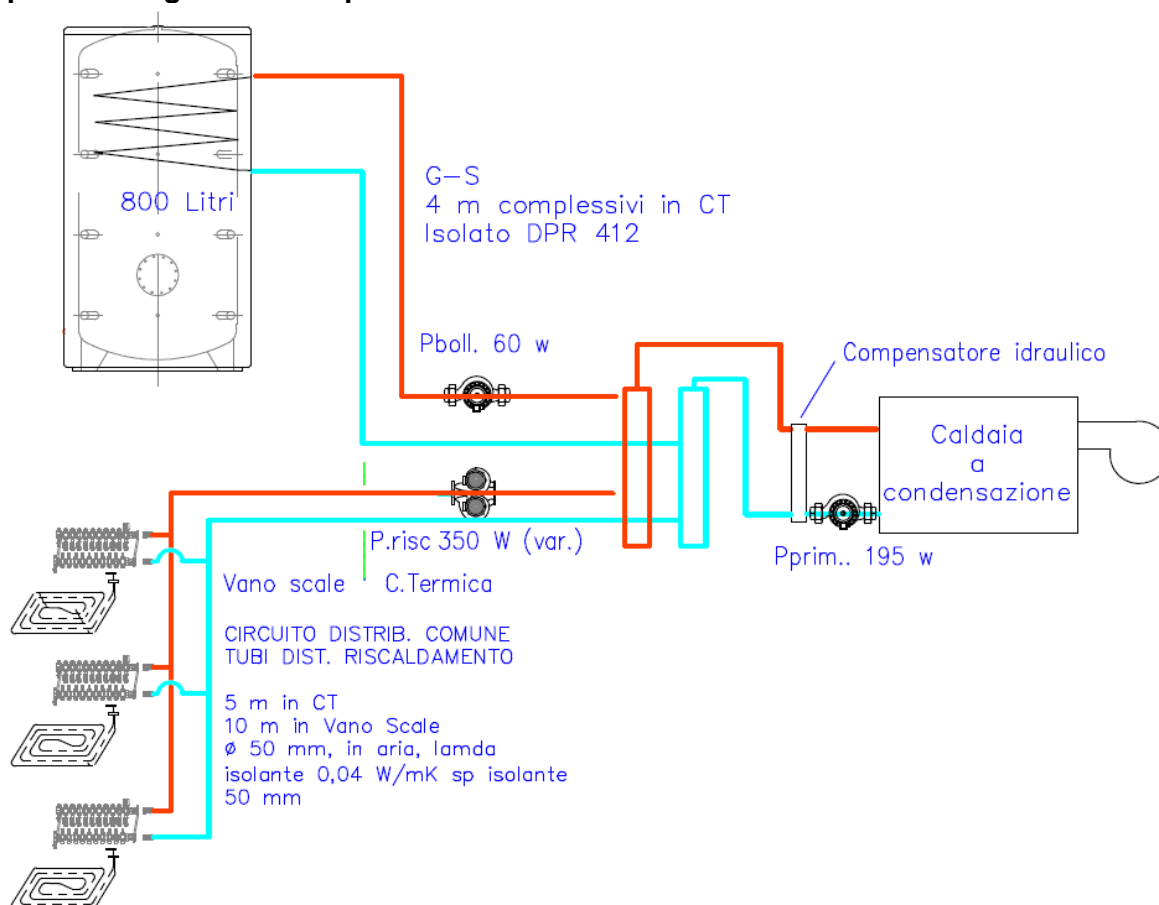 800 Litri
G-S
4 m complessivi in CT
Isolato DPR 412
Pboll. 60 w
Compensatore idraulico
Caldaia
a
condensazione
P.risc 350 W (var.)
Pprim.. 195 w
Vano scale
C.Termica
CIRCUITO DISTRIB. COMUNE
TUBI DIST. RISCALDAMENTO
5 m in CT
10 m in Vano Scale
ø 50 mm, in aria, lamda
isolante 0,04 W/mK sp isolante
50 mm